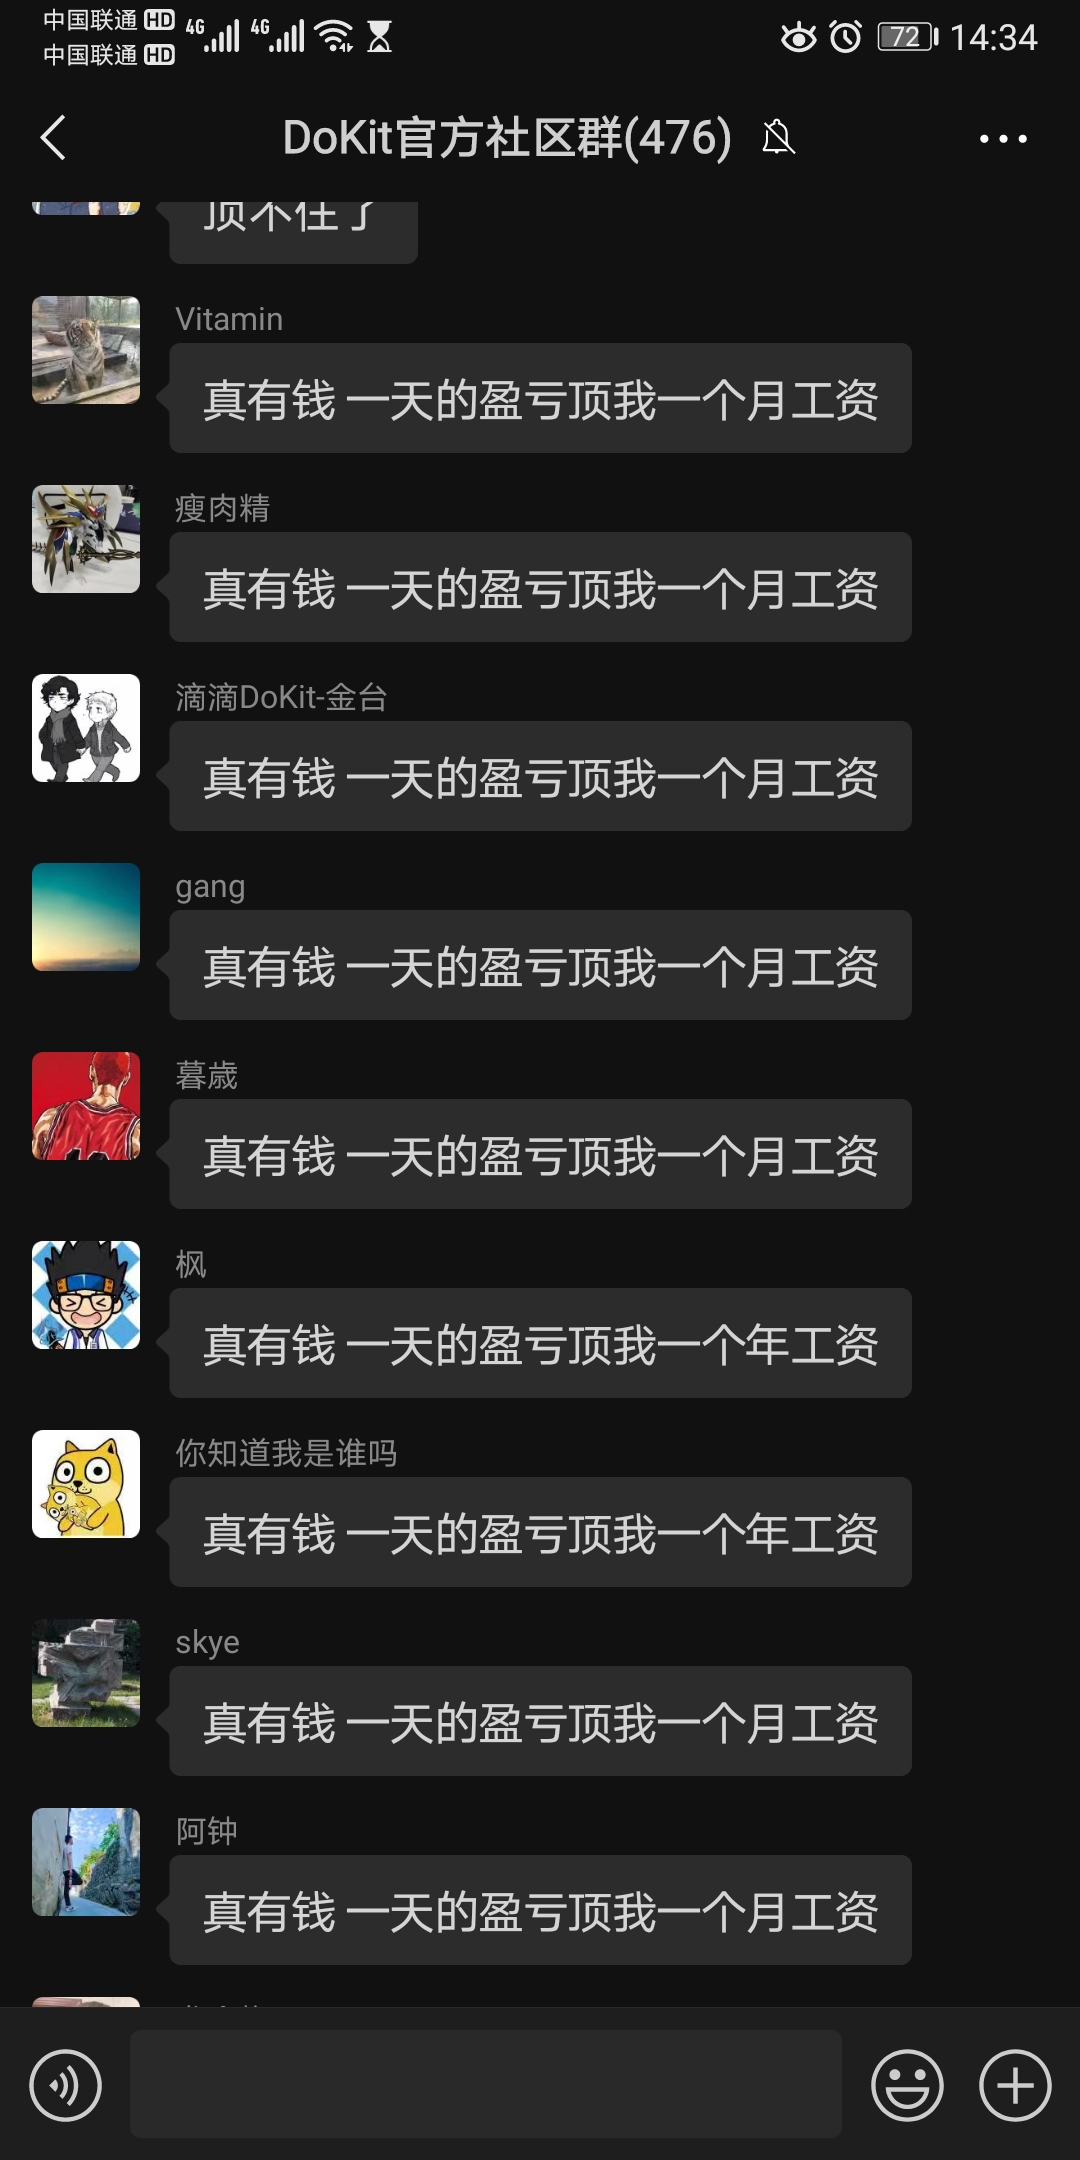 中国联通 HD
中国联通 HD
4G
4G
72
14:34
DoKit官方社区群(476)
顶不住了
Vitamin
真有钱 一天的盈亏顶我一个月工资
瘦肉精
真有钱 一天的盈亏顶我一个月工资
滴滴DoKit-金台
真有钱 一天的盈亏顶我一个月工资
gang
真有钱 一天的盈亏顶我一个月工资
暮歳
真有钱 一天的盈亏顶我一个月工资
枫
真有钱 一天的盈亏顶我一个年工资
你知道我是谁吗
真有钱 一天的盈亏顶我一个年工资
skye
真有钱 一天的盈亏顶我一个月工资
阿钟
真有钱 一天的盈亏顶我一个月工资